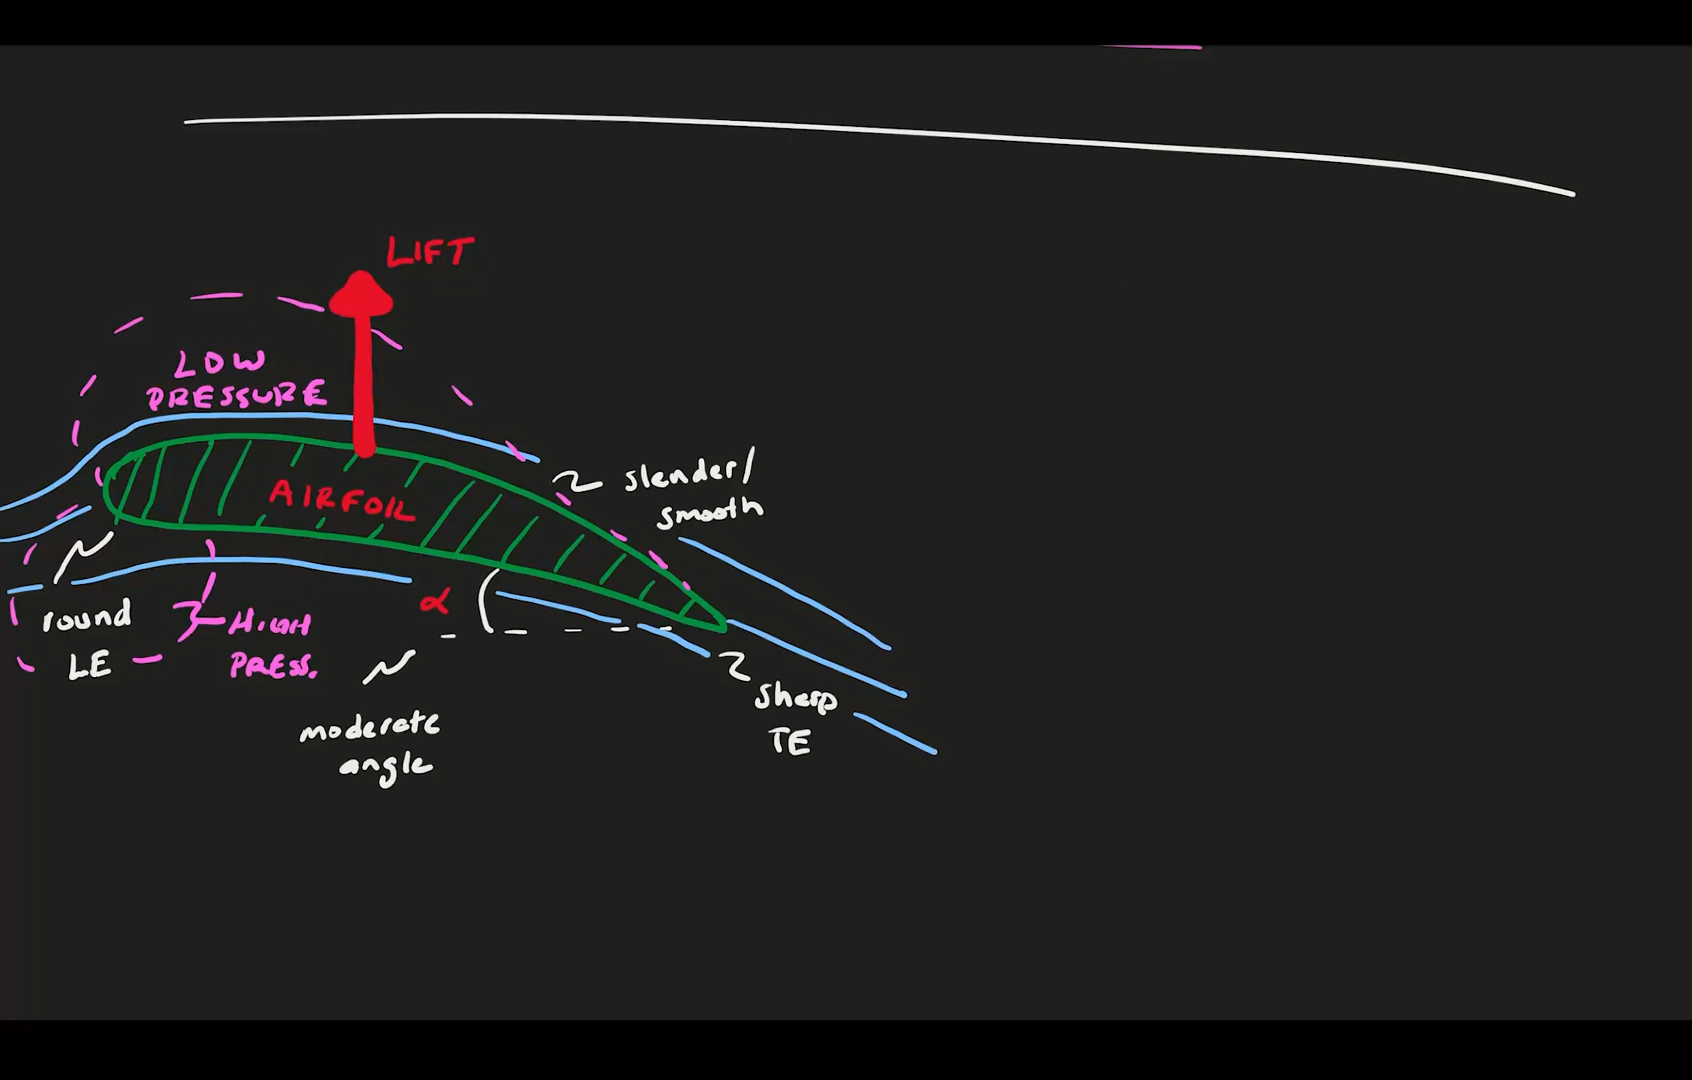 LIFT
LOW
PRESSURE
AIRFOIL
slender/
smooth
α
round
LE
HIGH
PRESS.
moderate
angle
sharp
TE